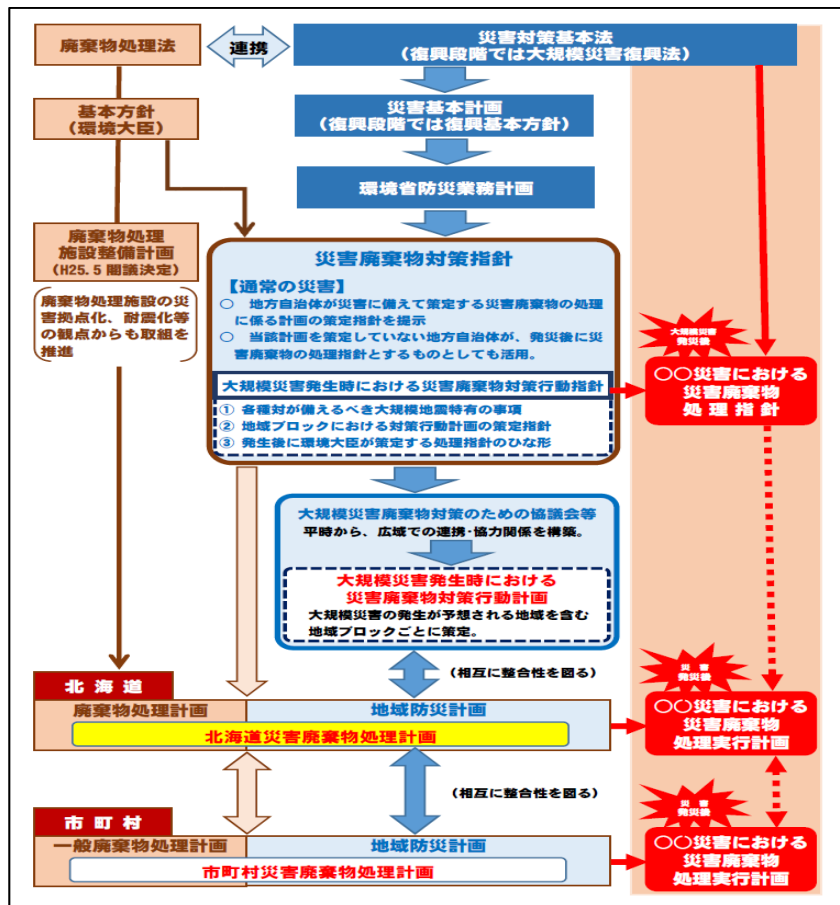 廃棄物処理法
連携
災害対策基本法
(復興段階では大規模災害復興法)
基本方針
(環境大臣)
災害基本計画
(復興段階では復興基本方針)
環境省防災業務計画
廃棄物処理
施設整備計画
(H25.5 閣議決定)
廃棄物処理施設の災
害拠点化、耐震化等
の観点からも取組を
推進
災害廃棄物対策指針
【通常の災害】
○ 地方自治体が災害に備えて策定する災害廃棄物の処理
に係る計画の策定指針を提示
○ 当該計画を策定していない地方自治体が、発災後に災
害廃棄物の処理指針とするものとしても活用。
大規模災害発生時における災害廃棄物対策行動指針
① 各種対が備えるべき大規模地震特有の事項
② 地域ブロックにおける対策行動計画の策定指針
③ 発生後に環境大臣が策定する処理指針のひな形
大規模災害
発災後
○○災害における
災害廃棄物
処理指針
大規模災害廃棄物対策のための協議会等
平時から、広域での連携・協力関係を構築。
大規模災害発生時における
災害廃棄物対策行動計画
大規模災害の発生が予想される地域を含む
地域ブロックごとに策定。
(相互に整合性を図る)
北海道
廃棄物処理計画
地域防災計画
北海道災害廃棄物処理計画
災害
発災後
○○災害における
災害廃棄物
処理実行計画
(相互に整合性を図る)
市町村
一般廃棄物処理計画
地域防災計画
市町村災害廃棄物処理計画
災害
発災後
○○災害における
災害廃棄物
処理実行計画